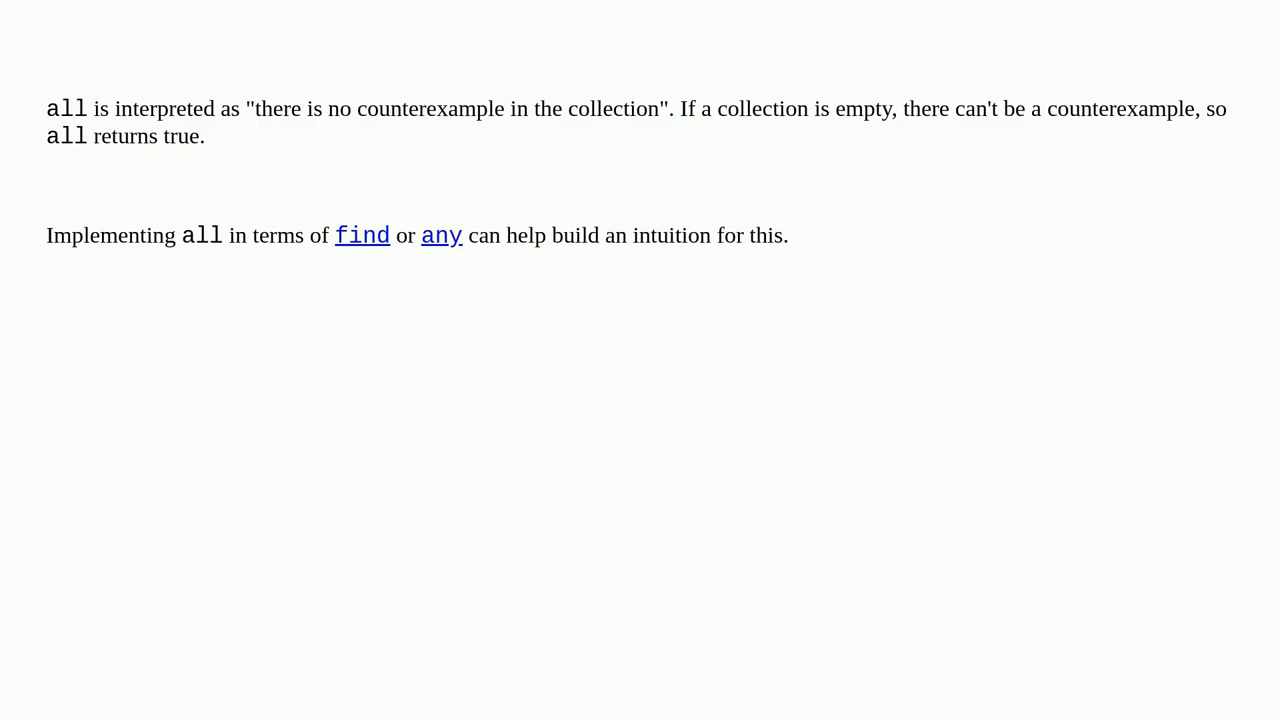 all is interpreted as "there is no counterexample in the collection". If a collection is empty, there can't be a counterexample, so
all returns true.
Implementing all in terms of find or any can help build an intuition for this.